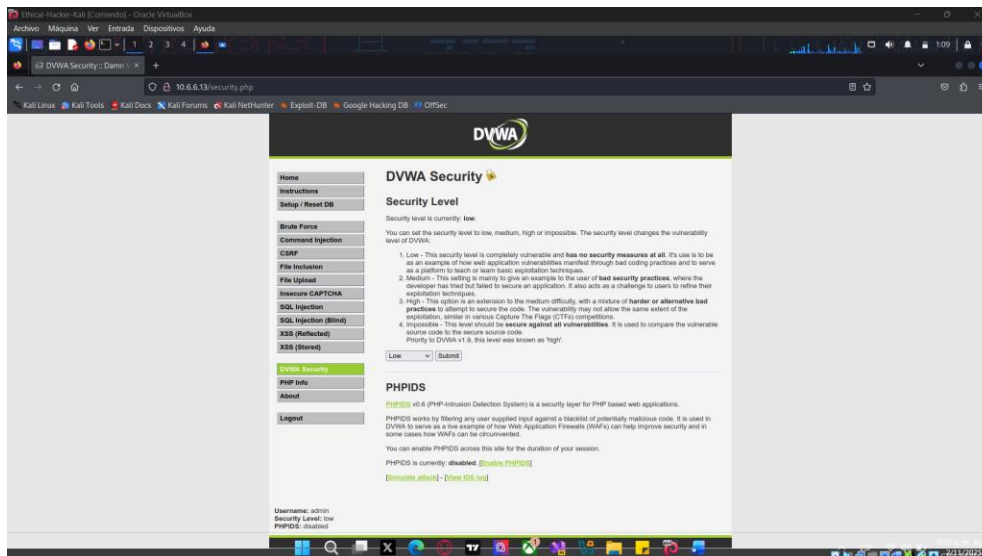 Ethical-Hacker-Kali [Corriendo] - Oracle VirtualBox
Archivo Máquina Ver Entrada Dispositivos Ayuda
1 2 3 4
1:09
DVWA Security :: Damn V
10.6.6.13/security.php
Kali Linux Kali Tools Kali Docs Kali Forums Kali NetHunter Exploit-DB Google Hacking DB OffSec
DVWA
Home
Instructions
Setup / Reset DB
Brute Force
Command Injection
CSRF
File Inclusion
File Upload
Insecure CAPTCHA
SQL Injection
SQL Injection (Blind)
XSS (Reflected)
XSS (Stored)
DVWA Security
PHP Info
About
Logout
DVWA Security
Security Level
Security level is currently: low.
You can set the security level to low, medium, high or impossible. The security level changes the vulnerability
level of DVWA:
1. Low - This security level is completely vulnerable and has no security measures at all. It's use is to be
as an example of how web application vulnerabilities manifest through bad coding practices and to serve
as a platform to teach or learn basic exploitation techniques.
2. Medium - This setting is mainly to give an example to the user of bad security practices, where the
developer has tried but failed to secure an application. It also acts as a challenge to users to refine their
exploitation techniques.
3. High - This option is an extension to the medium difficulty, with a mixture of harder or alternative bad
practices to attempt to secure the code. The vulnerability may not allow the same extent of the
exploitation, similar in various Capture The Flags (CTFs) competitions.
4. Impossible - This level should be secure against all vulnerabilities. It is used to compare the vulnerable
source code to the secure source code.
Priority to DVWA v1.9, this level was known as 'high'.
Low Submit
PHPIDS
PHPIDS v0.6 (PHP-Intrusion Detection System) is a security layer for PHP based web applications.
PHPIDS works by filtering any user supplied input against a blacklist of potentially malicious code. It is used in
DVWA to serve as a live example of how Web Application Firewalls (WAFs) can help improve security and in
some cases how WAFs can be circumvented.
You can enable PHPIDS across this site for the duration of your session.
PHPIDS is currently: disabled. [Enable PHPIDS]
[Simulate attack] - [View IDS log]
Username: admin
Security Level: low
PHPIDS: disabled
2/11/2025